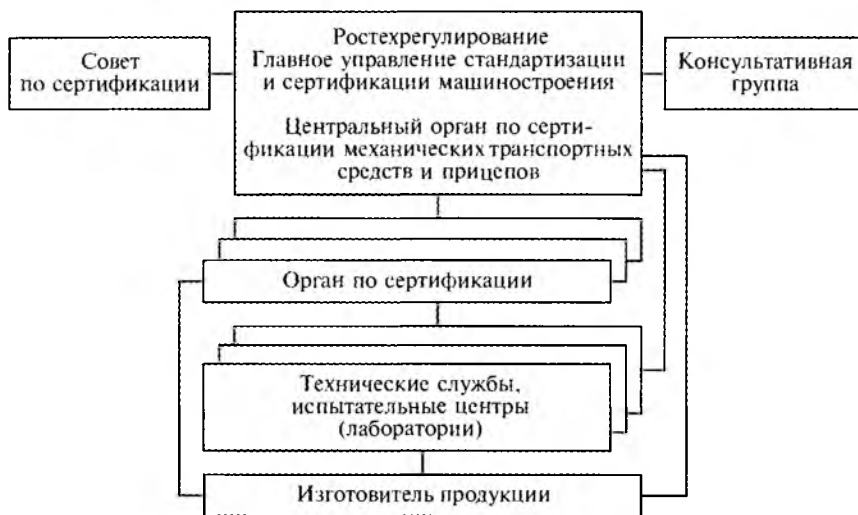 Совет
по сертификации
Ростехрегулирование
Главное управление стандартизации
и сертификации машиностроения
Центральный орган по серти-
фикации механических транспортных
средств и прицепов
Консультативная
группа
Орган по сертификации
Технические службы,
испытательные центры
(лаборатории)
Изготовитель продукции